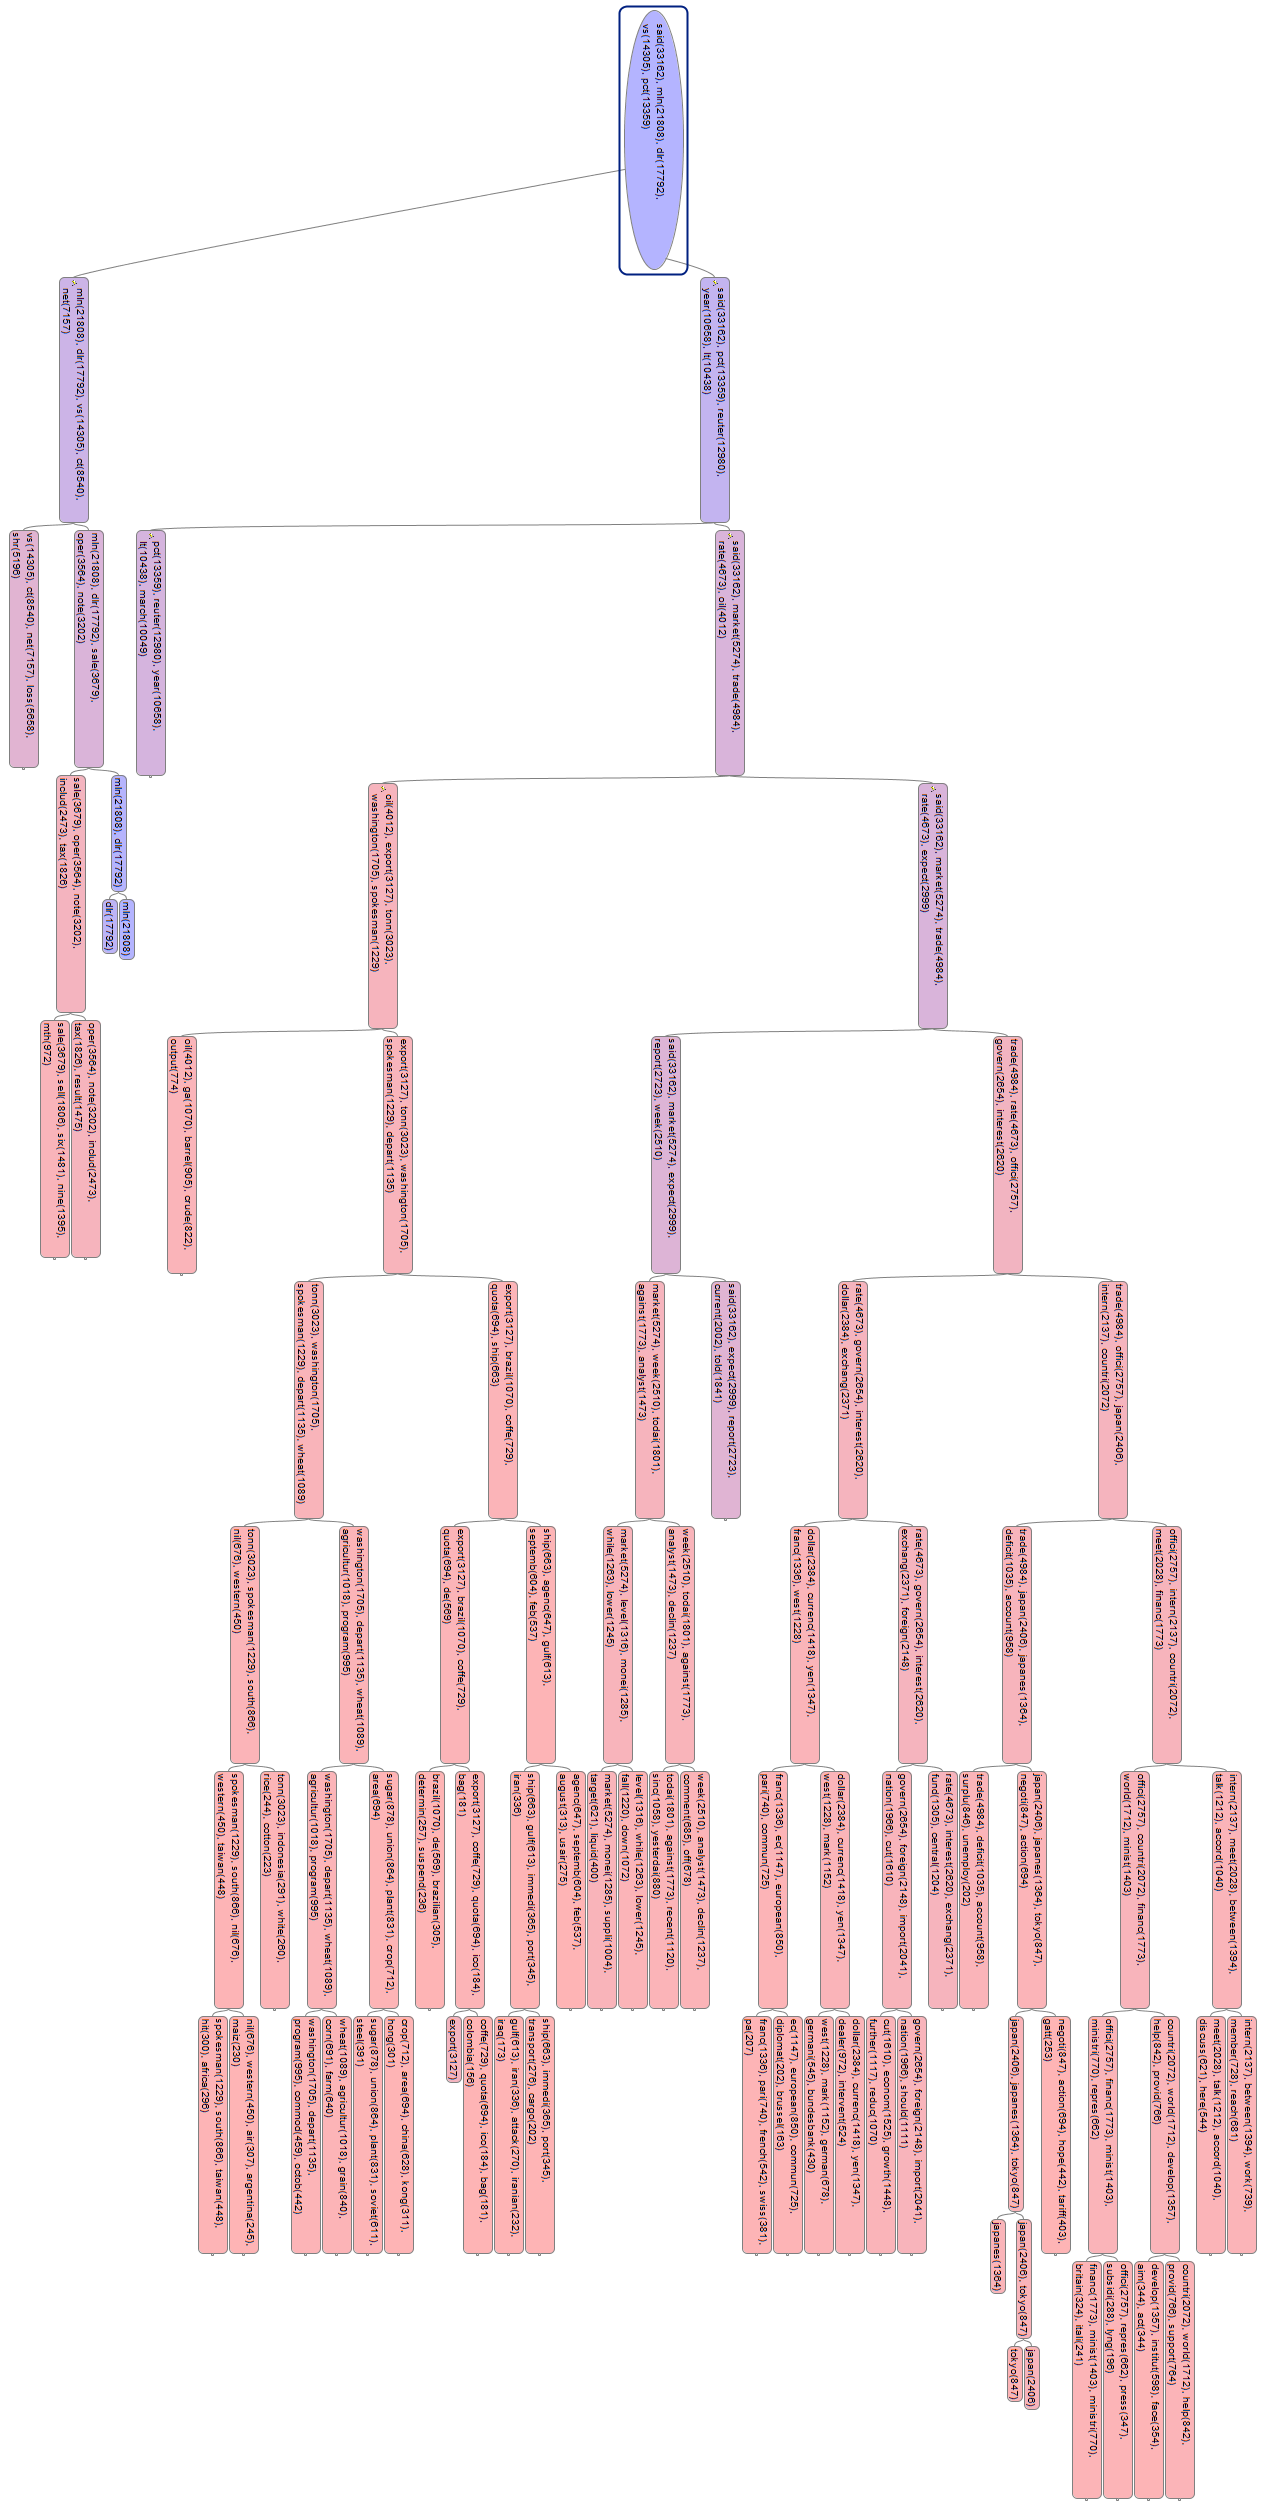 said(33162), mln(21808), dlr(17792),
vs(14305), pct(13359)
mln(21808), dlr(17792), vs(14305), ct(8540),
net(7157)
said(33162), pct(13359), reuter(12980),
year(10658), lt(10438)
vs(14305), ct(8540), net(7157), loss(5658),
shr(5196)
mln(21808), dlr(17792), sale(3679),
oper(3564), note(3202)
pct(13359), reuter(12980), year(10658),
lt(10438), march(10049)
said(33162), market(5274), trade(4984),
rate(4673), oil(4012)
sale(3679), oper(3564), note(3202),
includ(2473), tax(1826)
mln(21808), dlr(17792)
oil(4012), export(3127), tonn(3023),
washington(1705), spokesman(1229)
said(33162), market(5274), trade(4984),
rate(4673), expect(2999)
dlr(17792)
mln(21808)
sale(3679), sell(1806), six(1481), nine(1395),
mth(972)
oper(3564), note(3202), includ(2473),
tax(1826), result(1475)
oil(4012), ga(1070), barrel(905), crude(822),
output(774)
export(3127), tonn(3023), washington(1705),
spokesman(1229), depart(1135)
said(33162), market(5274), expect(2999),
report(2723), week(2510)
trade(4984), rate(4673), offici(2757),
govern(2654), interest(2620)
tonn(3023), washington(1705),
spokesman(1229), depart(1135), wheat(1089)
export(3127), brazil(1070), coffe(729),
quota(694), ship(663)
market(5274), week(2510), todai(1801),
against(1773), analyst(1473)
said(33162), expect(2999), report(2723),
current(2002), told(1841)
rate(4673), govern(2654), interest(2620),
dollar(2384), exchang(2371)
trade(4984), offici(2757), japan(2406),
intern(2137), countri(2072)
tonn(3023), spokesman(1229), south(866),
nil(676), western(450)
washington(1705), depart(1135), wheat(1089),
agricultur(1018), program(995)
export(3127), brazil(1070), coffe(729),
quota(694), de(569)
ship(663), agenc(647), gulf(613),
septemb(604), feb(537)
market(5274), level(1316), monei(1285),
while(1263), lower(1245)
week(2510), todai(1801), against(1773),
analyst(1473), declin(1237)
dollar(2384), currenc(1418), yen(1347),
franc(1336), west(1228)
rate(4673), govern(2654), interest(2620),
exchang(2371), foreign(2148)
trade(4984), japan(2406), japanes(1364),
deficit(1035), account(958)
offici(2757), intern(2137), countri(2072),
meet(2028), financ(1773)
spokesman(1229), south(866), nil(676),
western(450), taiwan(448)
tonn(3023), indonesia(291), white(260),
rice(244), cotton(223)
washington(1705), depart(1135), wheat(1089),
agricultur(1018), program(995)
sugar(878), union(864), plant(831), crop(712),
area(694)
brazil(1070), de(569), brazilian(305),
determin(257), suspend(236)
export(3127), coffe(729), quota(694), ico(184),
bag(181)
ship(663), gulf(613), immedi(365), port(345),
iran(336)
agenc(647), septemb(604), feb(537),
august(313), usair(275)
market(5274), monei(1285), suppli(1004),
target(621), liquid(400)
level(1316), while(1263), lower(1245),
fall(1220), down(1072)
todai(1801), against(1773), recent(1120),
sinc(1058), yesterdai(880)
week(2510), analyst(1473), declin(1237),
comment(685), off(678)
franc(1336), ec(1147), european(850),
pari(740), commun(725)
dollar(2384), currenc(1418), yen(1347),
west(1228), mark(1152)
govern(2654), foreign(2148), import(2041),
nation(1966), cut(1610)
rate(4673), interest(2620), exchang(2371),
fund(1305), central(1204)
trade(4984), deficit(1035), account(958),
surplu(846), unemploy(202)
japan(2406), japanes(1364), tokyo(847),
negoti(847), action(694)
offici(2757), countri(2072), financ(1773),
world(1712), minist(1403)
intern(2137), meet(2028), between(1394),
talk(1212), accord(1040)
spokesman(1229), south(866), taiwan(448),
hit(300), africa(296)
nil(676), western(450), air(307), argentina(245),
maiz(230)
washington(1705), depart(1135),
program(995), commod(459), octob(442)
wheat(1089), agricultur(1018), grain(840),
corn(691), farm(640)
sugar(878), union(864), plant(831), soviet(611),
steel(391)
crop(712), area(694), china(628), kong(311),
hong(301)
export(3127)
coffe(729), quota(694), ico(184), bag(181),
colombia(156)
gulf(613), iran(336), attack(270), iranian(232),
iraq(173)
ship(663), immedi(365), port(345),
transport(276), cargo(202)
franc(1336), pari(740), french(542), swiss(381),
pa(207)
ec(1147), european(850), commun(725),
diplomat(202), brussel(163)
west(1228), mark(1152), german(678),
germani(545), bundesbank(430)
dollar(2384), currenc(1418), yen(1347),
dealer(972), intervent(524)
cut(1610), econom(1525), growth(1448),
further(1117), reduc(1070)
govern(2654), foreign(2148), import(2041),
nation(1966), should(1111)
japan(2406), japanes(1364), tokyo(847)
negoti(847), action(694), hope(442), tariff(403),
gatt(253)
offici(2757), financ(1773), minist(1403),
ministri(770), repres(662)
countri(2072), world(1712), develop(1357),
help(842), provid(766)
meet(2028), talk(1212), accord(1040),
discuss(621), here(544)
intern(2137), between(1394), work(739),
member(728), reach(681)
japanes(1364)
japan(2406), tokyo(847)
financ(1773), minist(1403), ministri(770),
britain(324), itali(241)
offici(2757), repres(662), press(347),
subsidi(288), lyng(196)
develop(1357), institut(598), face(354),
aim(344), act(344)
countri(2072), world(1712), help(842),
provid(766), support(764)
tokyo(847)
japan(2406)